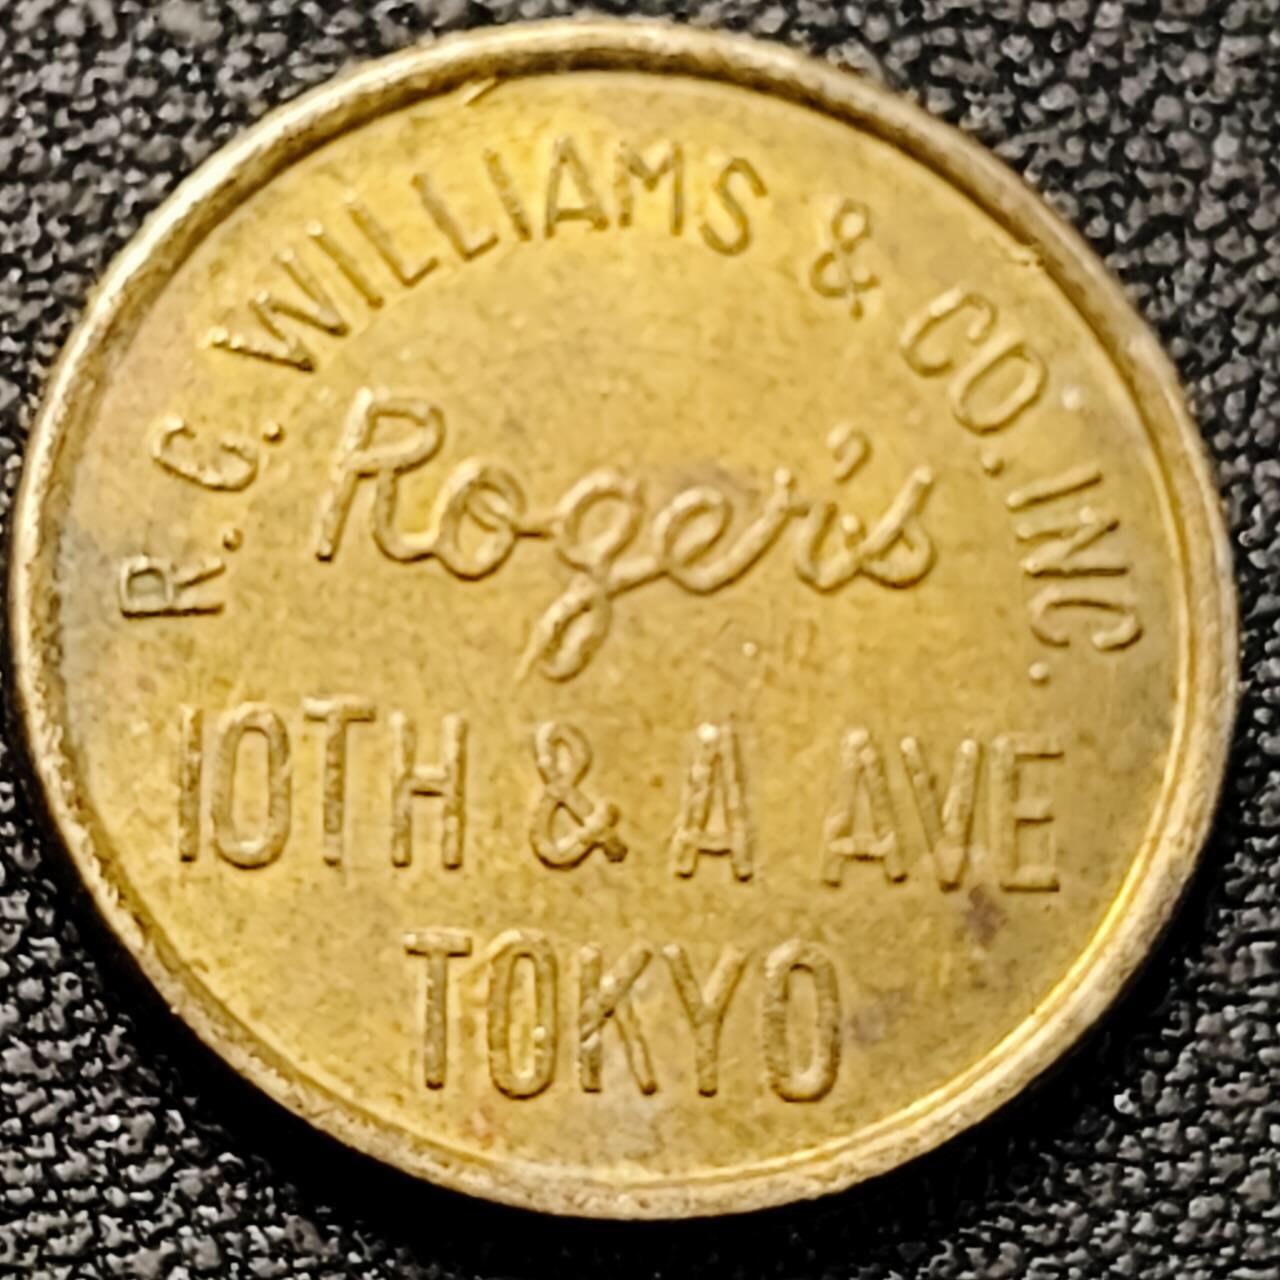 R.C. WILLIAMS & CO. INC.
Roger's
10TH & A AVE
TOKYO